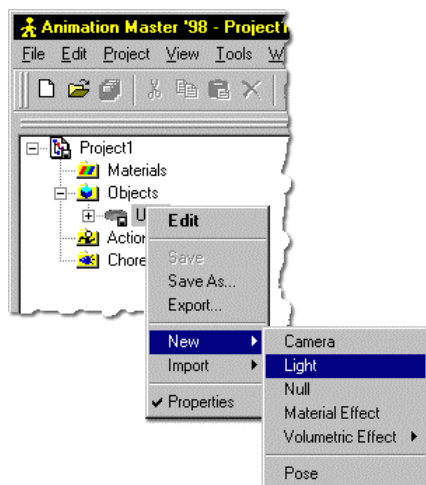 Animation Master '98 - Project
File Edit Project View Tools
Project1
Materials
Objects
Edit
Save
Save As...
Export...
New
Import
Properties
Camera
Light
Null
Material Effect
Volumetric Effect
Pose